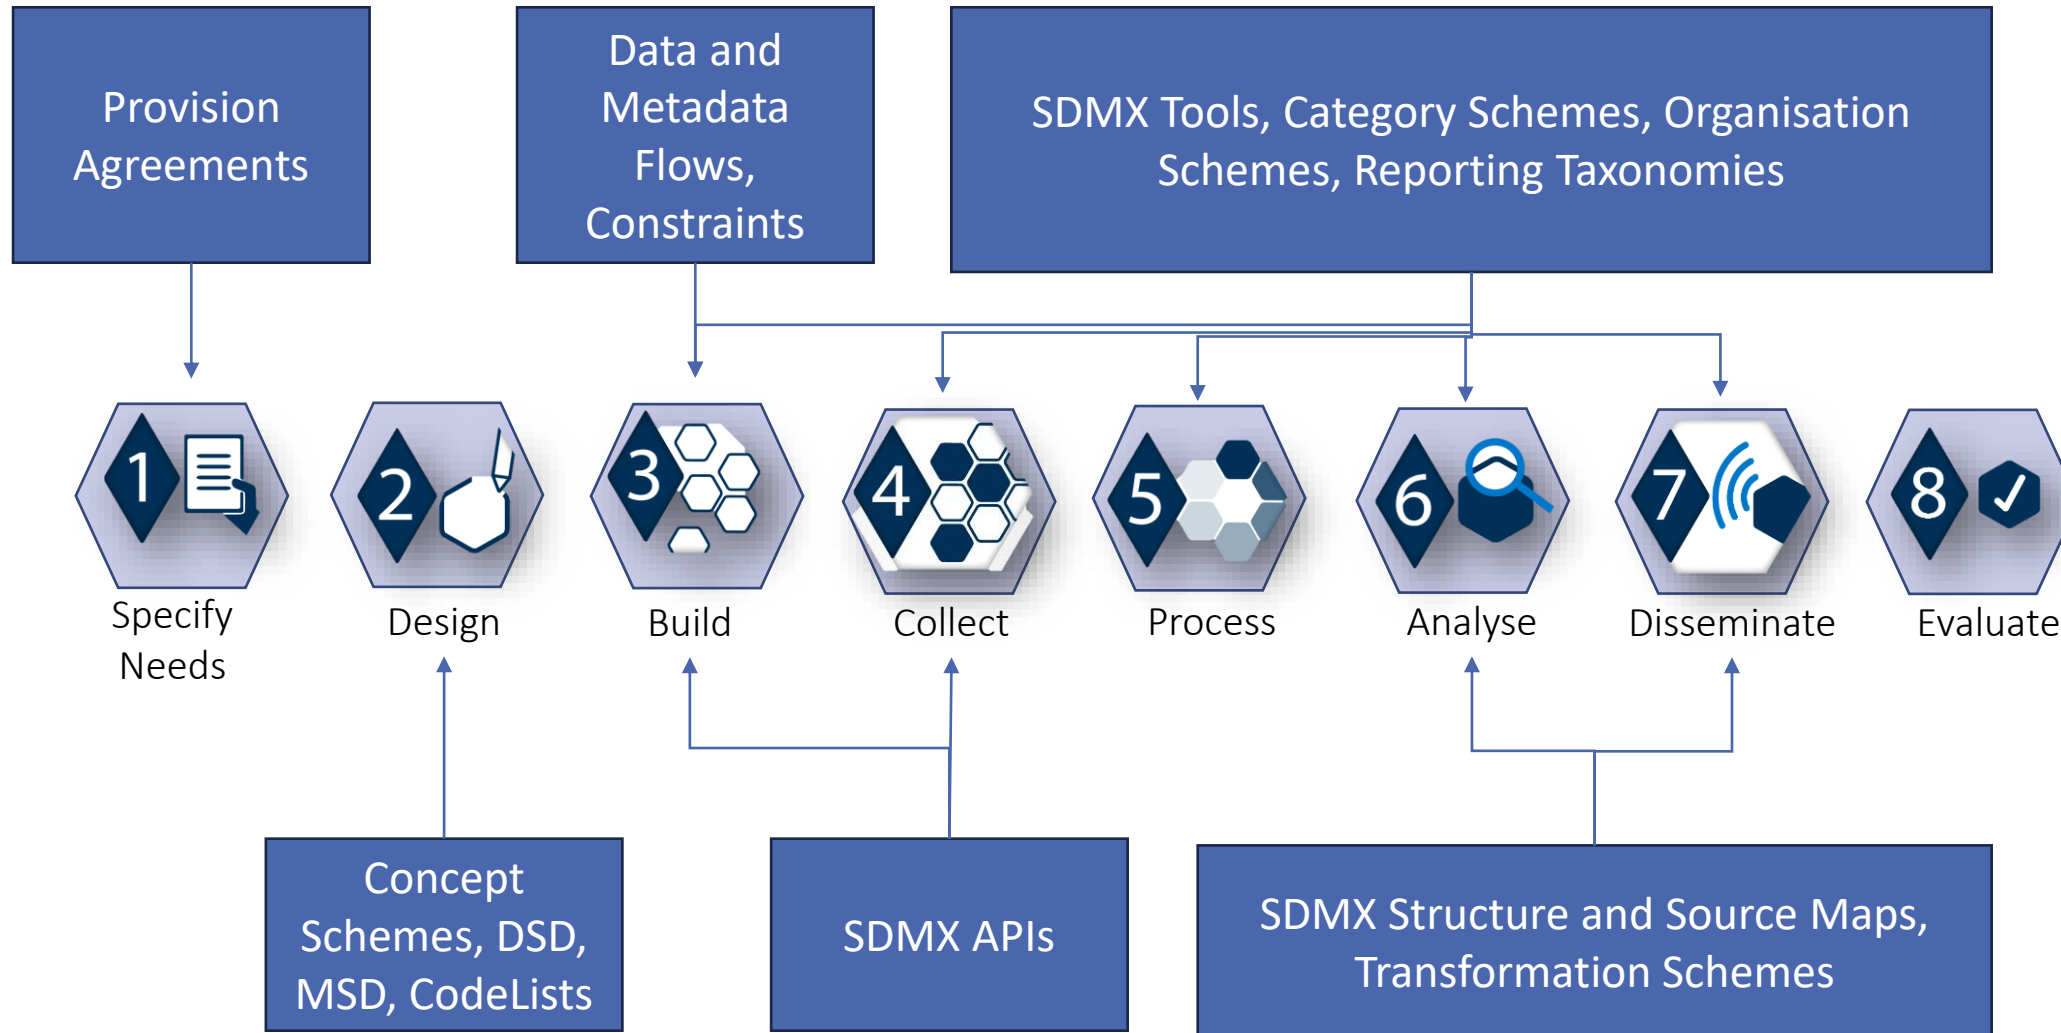 Provision
Agreements
Data and
Metadata
Flows,
Constraints
SDMX Tools, Category Schemes, Organisation
Schemes, Reporting Taxonomies
1
2
3
4
5
6
7
8
Specify
Needs
Design
Build
Collect
Process
Analyse
Disseminate
Evaluate
Concept
Schemes, DSD,
MSD, CodeLists
SDMX APIs
SDMX Structure and Source Maps,
Transformation Schemes